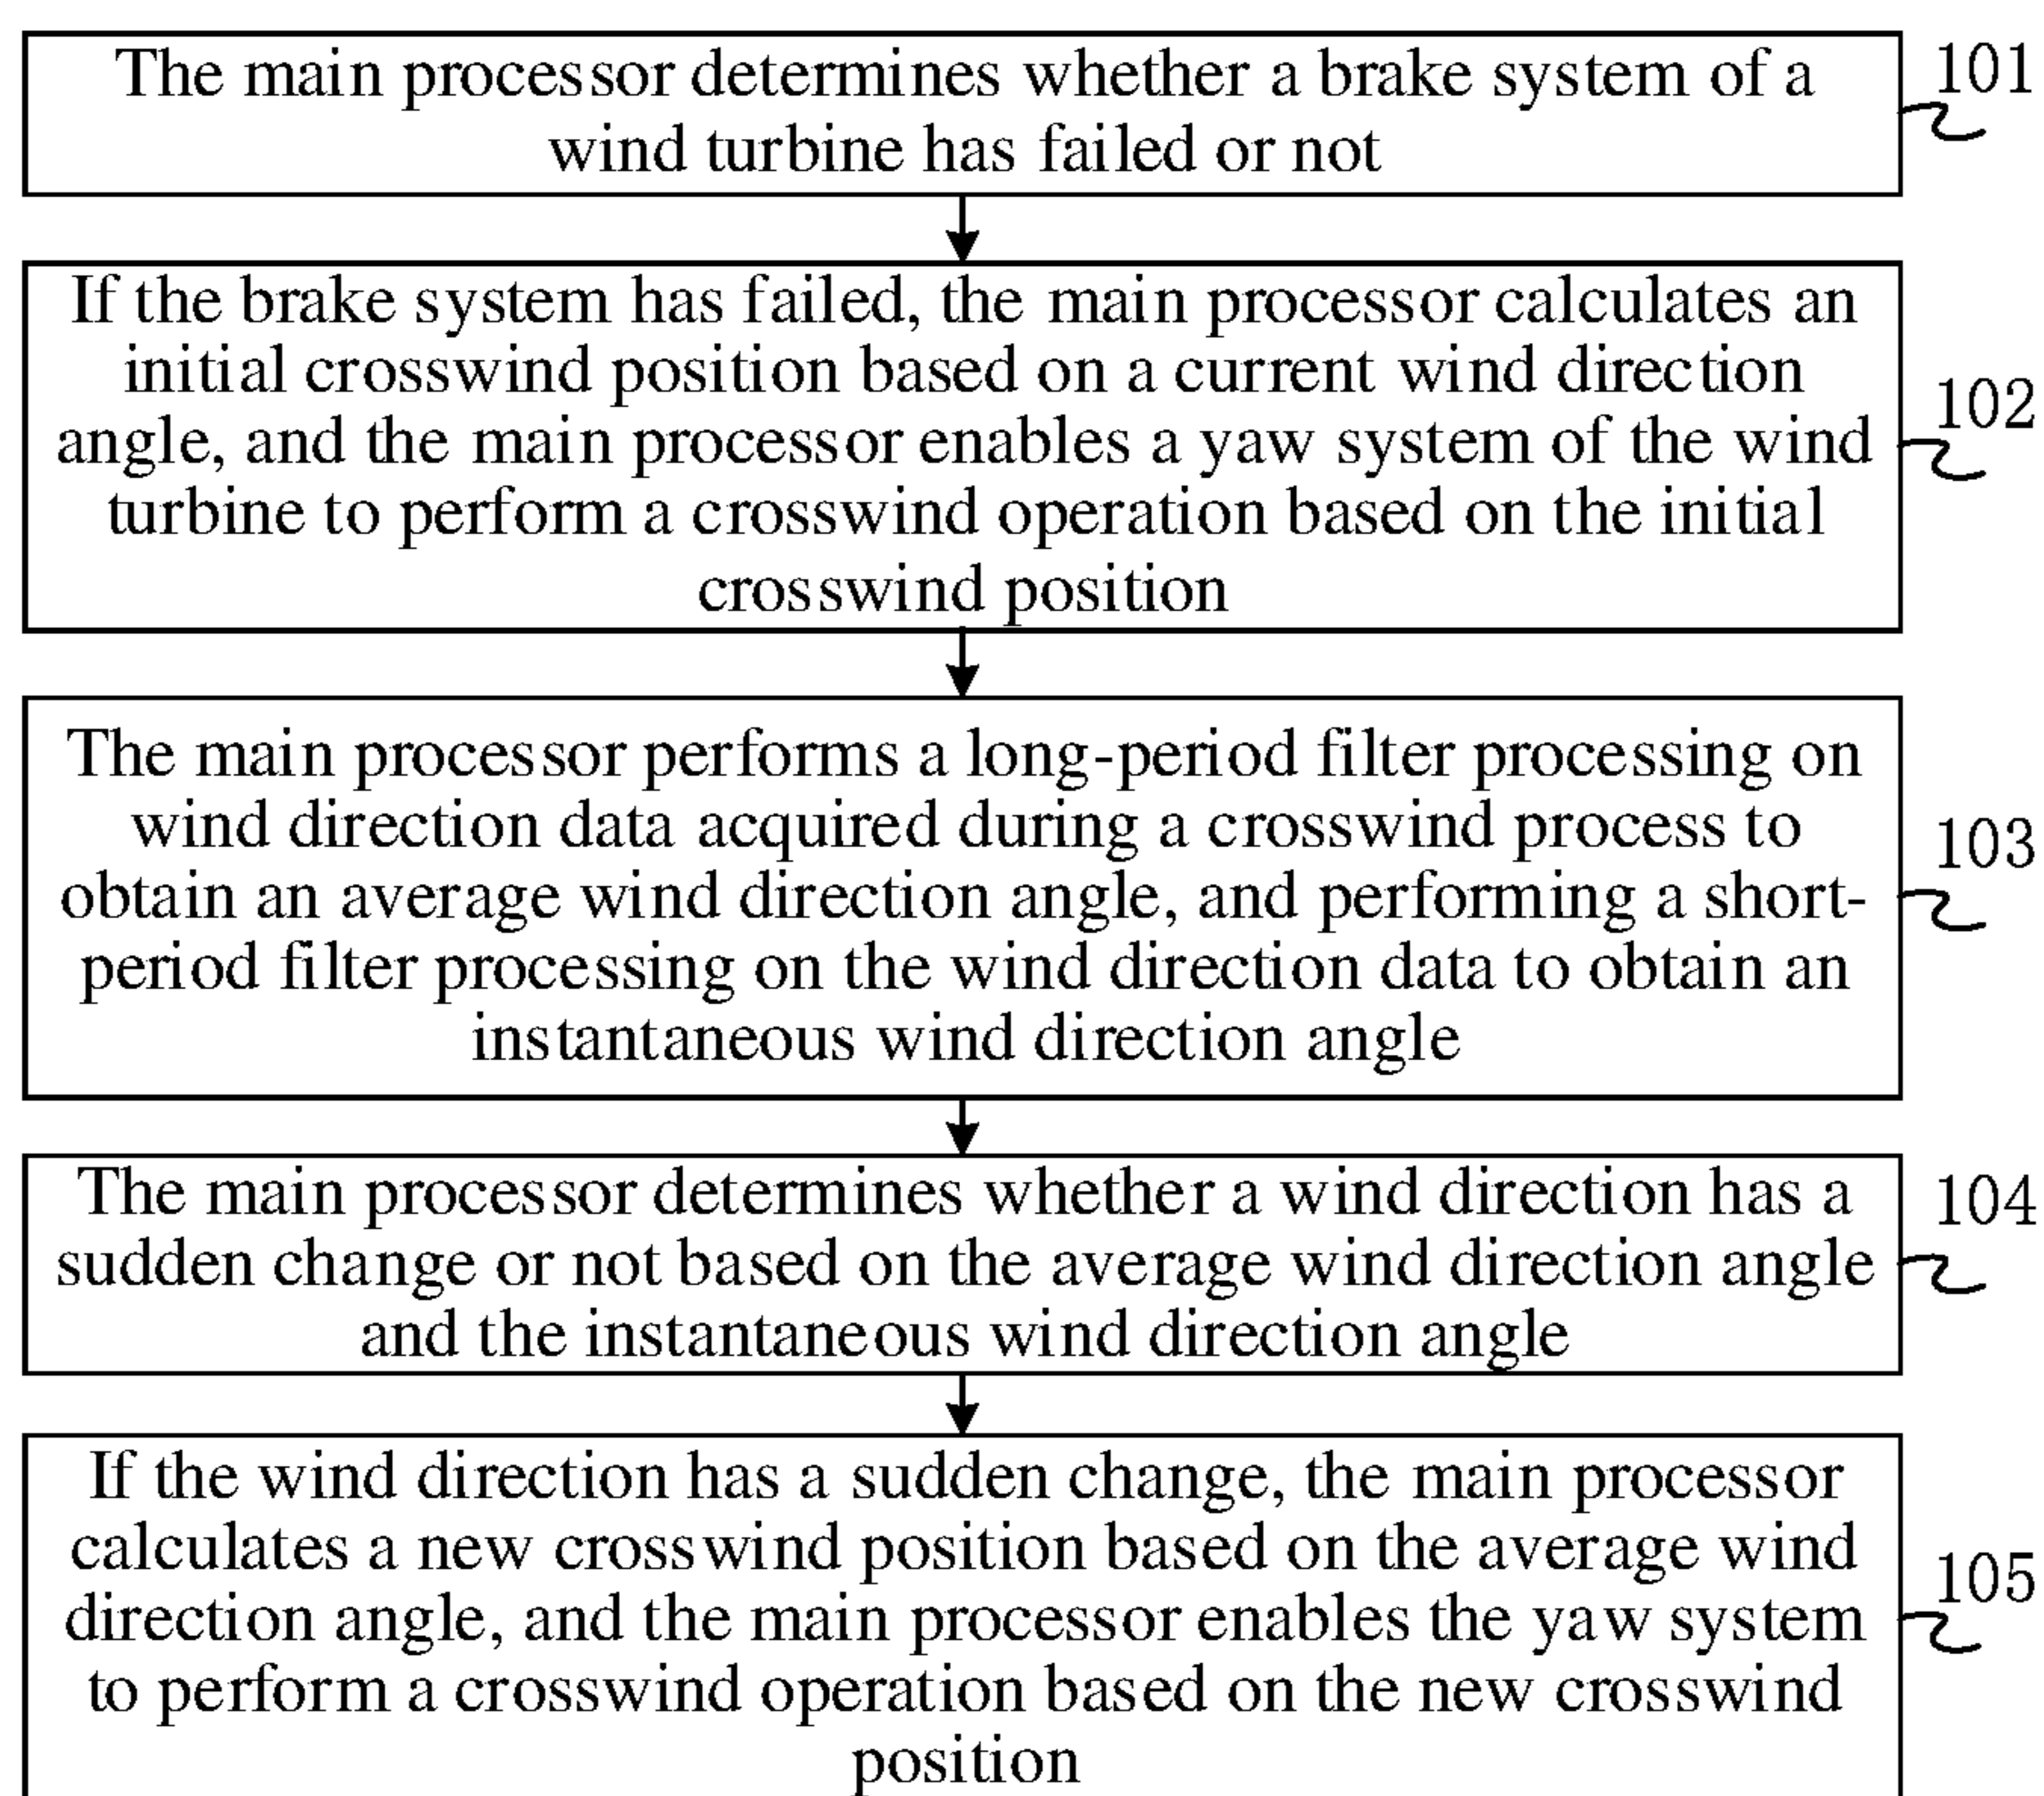 The main processor determines whether a brake system of a
wind turbine has failed or not
101
If the brake system has failed, the main processor calculates an
initial crosswind position based on a current wind direction
angle, and the main processor enables a yaw system of the wind
turbine to perform a crosswind operation based on the initial
crosswind position
102
The main processor performs a long-period filter processing on
wind direction data acquired during a crosswind process to
obtain an average wind direction angle, and performing a short-
period filter processing on the wind direction data to obtain an
instantaneous wind direction angle
103
The main processor determines whether a wind direction has a
sudden change or not based on the average wind direction angle
and the instantaneous wind direction angle
104
If the wind direction has a sudden change, the main processor
calculates a new crosswind position based on the average wind
direction angle, and the main processor enables the yaw system
to perform a crosswind operation based on the new crosswind
position
105